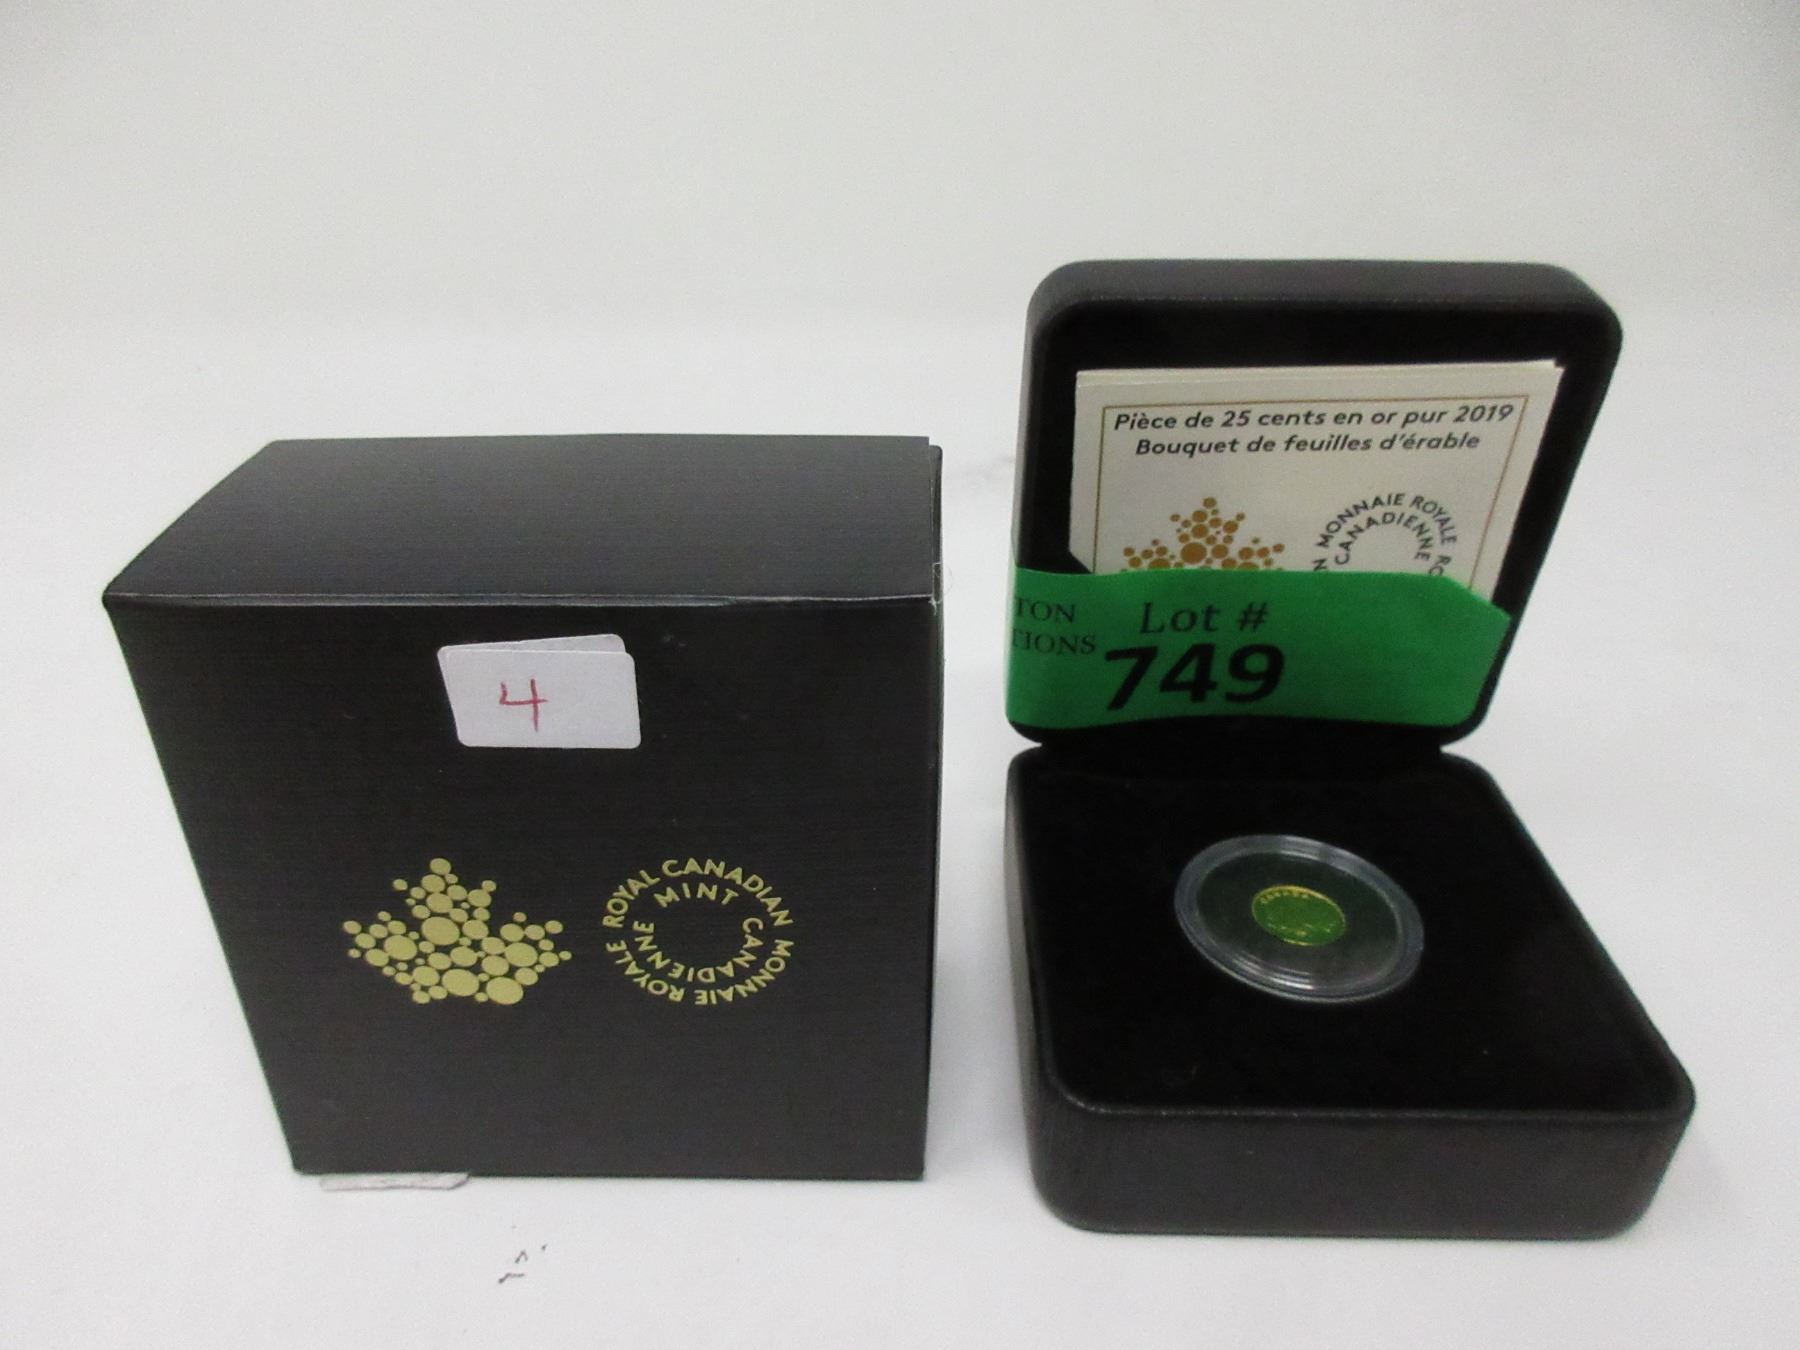 4
ROYAL CANADIAN MINT
MONNAIE ROYALE CANADIENNE
Pièce de 25 cents en or pur 2019
Bouquet de feuilles d'érable
MONNAIE ROYALE
CANADIENNE
TON
TIONS
Lot #
749
CANADA